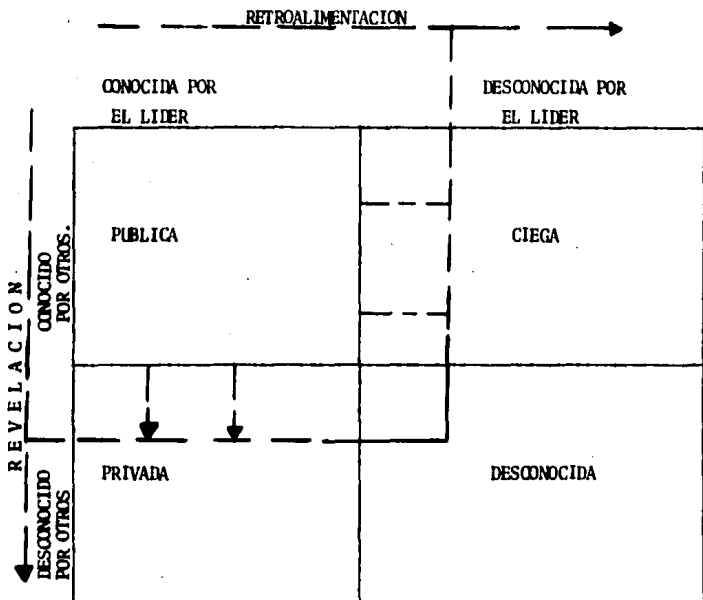 RETROALIMENTACION
CONOCIDA POR
EL LIDER
DESCONOCIDA POR
EL LIDER
PUBLICA
CIEGA
REVELACION
CONOCIDO
POR OTROS.
PRIVADA
DESCONOCIDA
DESCONOCIDO
POR OTROS